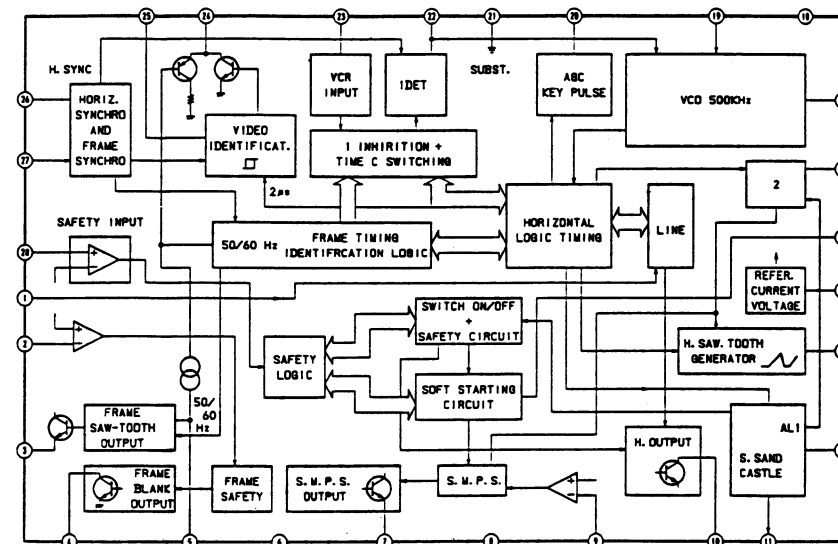 25
24
23
22
21
20
19
18
H. SYNC
26
HORIZ.
SYNCHRO
AND
FRAME
SYNCHRO
27
VCR
INPUT
IDET
SUBST.
ABC
KEY PULSE
VCO 500KHz
VIDEO
IDENTIFICAT.
I INHIRITION +
TIME C SWITCHING
2µs
2
SAFETY INPUT
28
+
-
50/60 Hz
FRAME TIMING
IDENTIFRCATION LOGIC
HORIZONTAL
LOGIC TIMING
LINE
REFER.
CURRENT
VOLTAGE
1
2
+
-
SAFETY
LOGIC
SWITCH ON/OFF
+
SAFETY CIRCUIT
H. SAW. TOOTH
GENERATOR
SOFT STARTING
CIRCUIT
50/
60
Hz
3
FRAME
SAW-TOOTH
OUTPUT
AL1
S. SAND
CASTLE
H. OUTPUT
FRAME
BLANK
OUTPUT
FRAME
SAFETY
S. M. P. S.
OUTPUT
S. M. P. S.
+
-
4
5
6
7
8
9
10
11